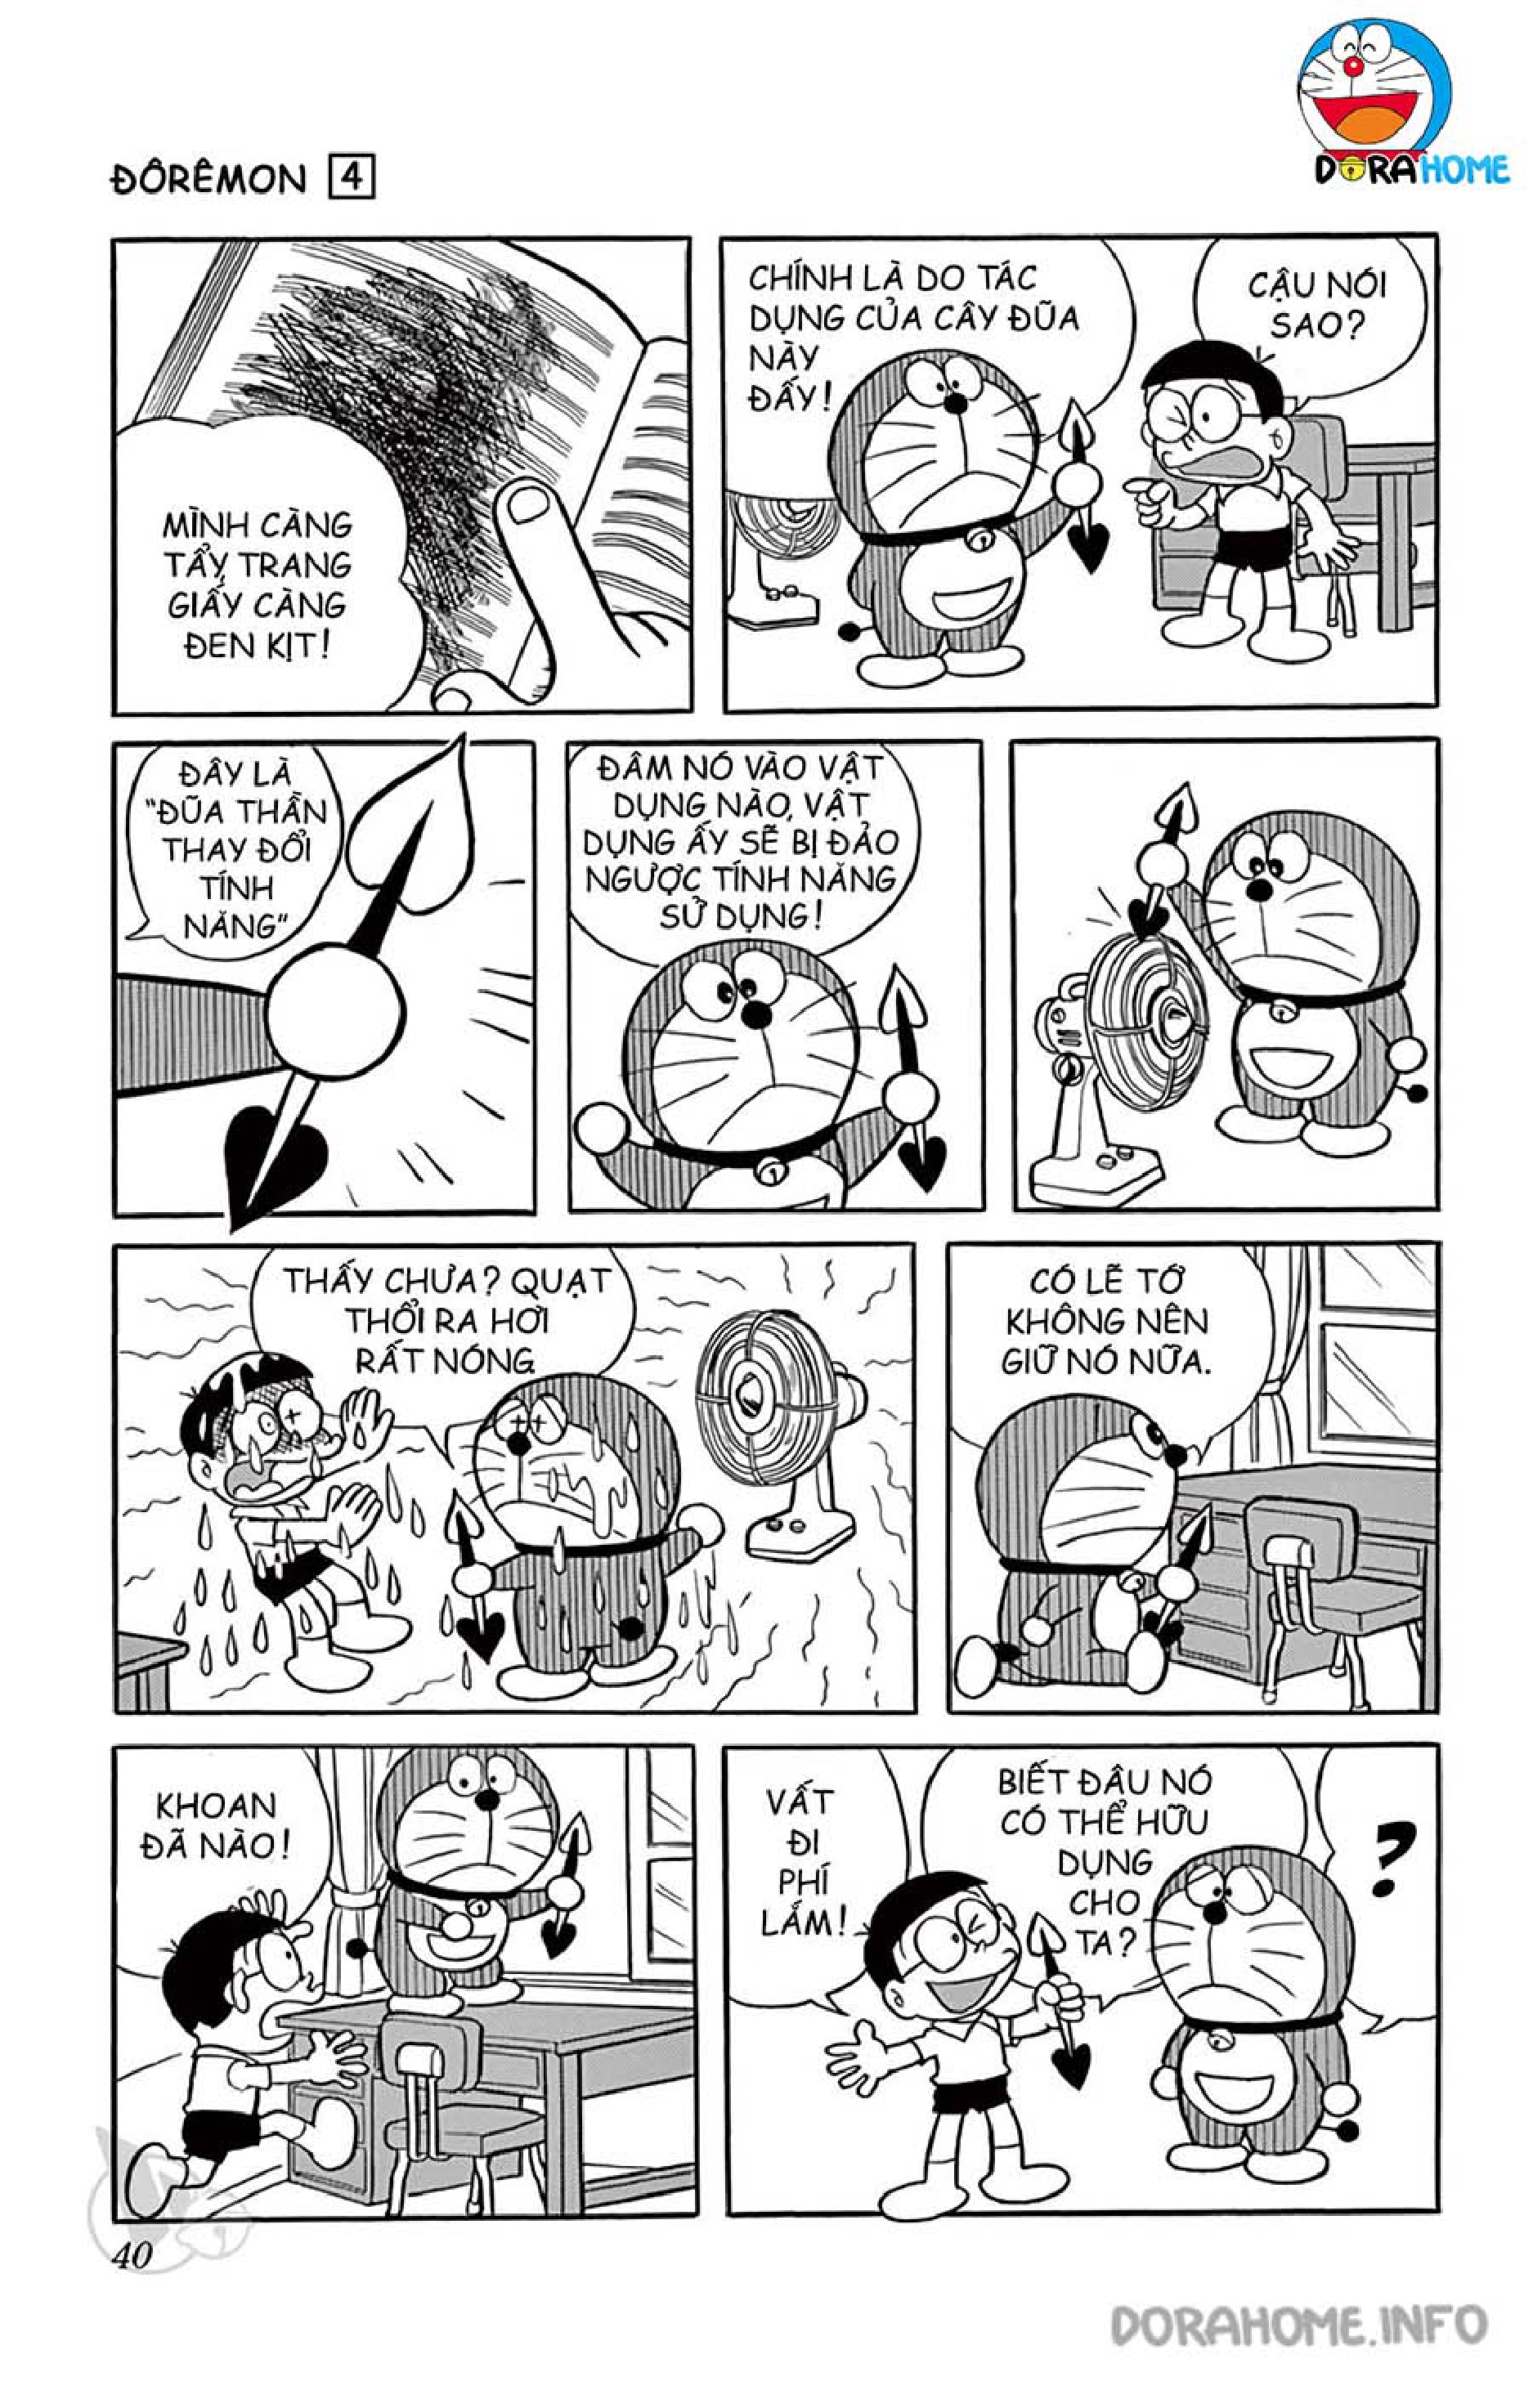 DORAHOME
ĐÔRÊMON 4
MÌNH CÀNG
TẨY, TRANG
GIẤY CÀNG
ĐEN KỊT!
CHÍNH LÀ DO TÁC
DỤNG CỦA CÂY ĐŨA
NÀY
ĐẤY!
CẬU NÓI
SAO?
ĐÂY LÀ
"ĐŨA THẦN
THAY ĐỔI
TÍNH
NĂNG"
ĐÂM NÓ VÀO VẬT
DỤNG NÀO, VẬT
DỤNG ẤY SẼ BỊ ĐẢO
NGƯỢC TÍNH NĂNG
SỬ DỤNG!
THẤY CHƯA? QUẠT
THỔI RA HƠI
RẤT NÓNG
CÓ LẼ TỚ
KHÔNG NÊN
GIỮ NÓ NỮA.
KHOAN
ĐÃ NÀO!
VẤT
ĐI
PHÍ
LẮM!
BIẾT ĐÂU NÓ
CÓ THỂ HỮU
DỤNG
CHO
TA?
?
40
DORAHOME.INFO